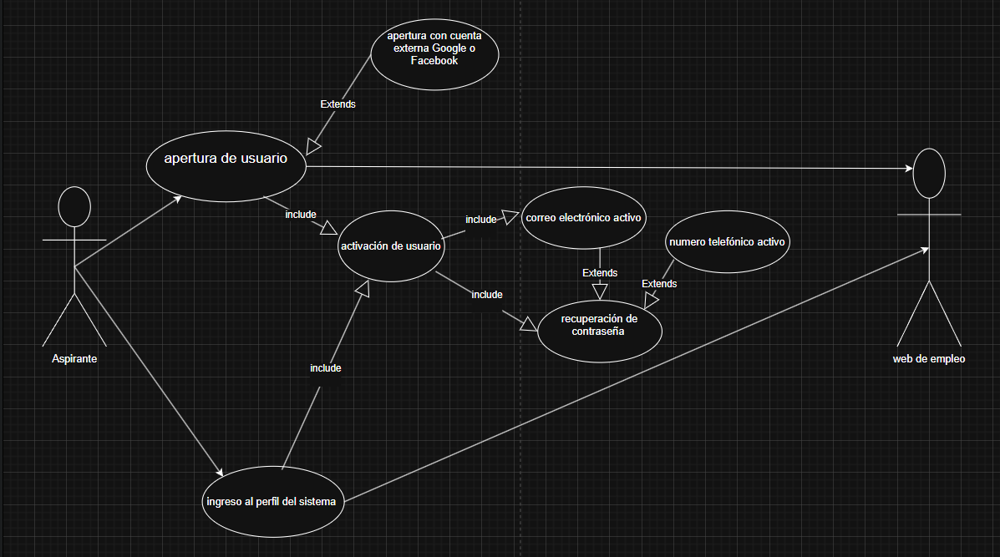 apertura con cuenta
externa Google o
Facebook
Extends
apertura de usuario
include
activación de usuario
include
correo electrónico activo
numero telefónico activo
Extends
Extends
include
recuperación de
contraseña
Aspirante
web de empleo
include
ingreso al perfil del sistema